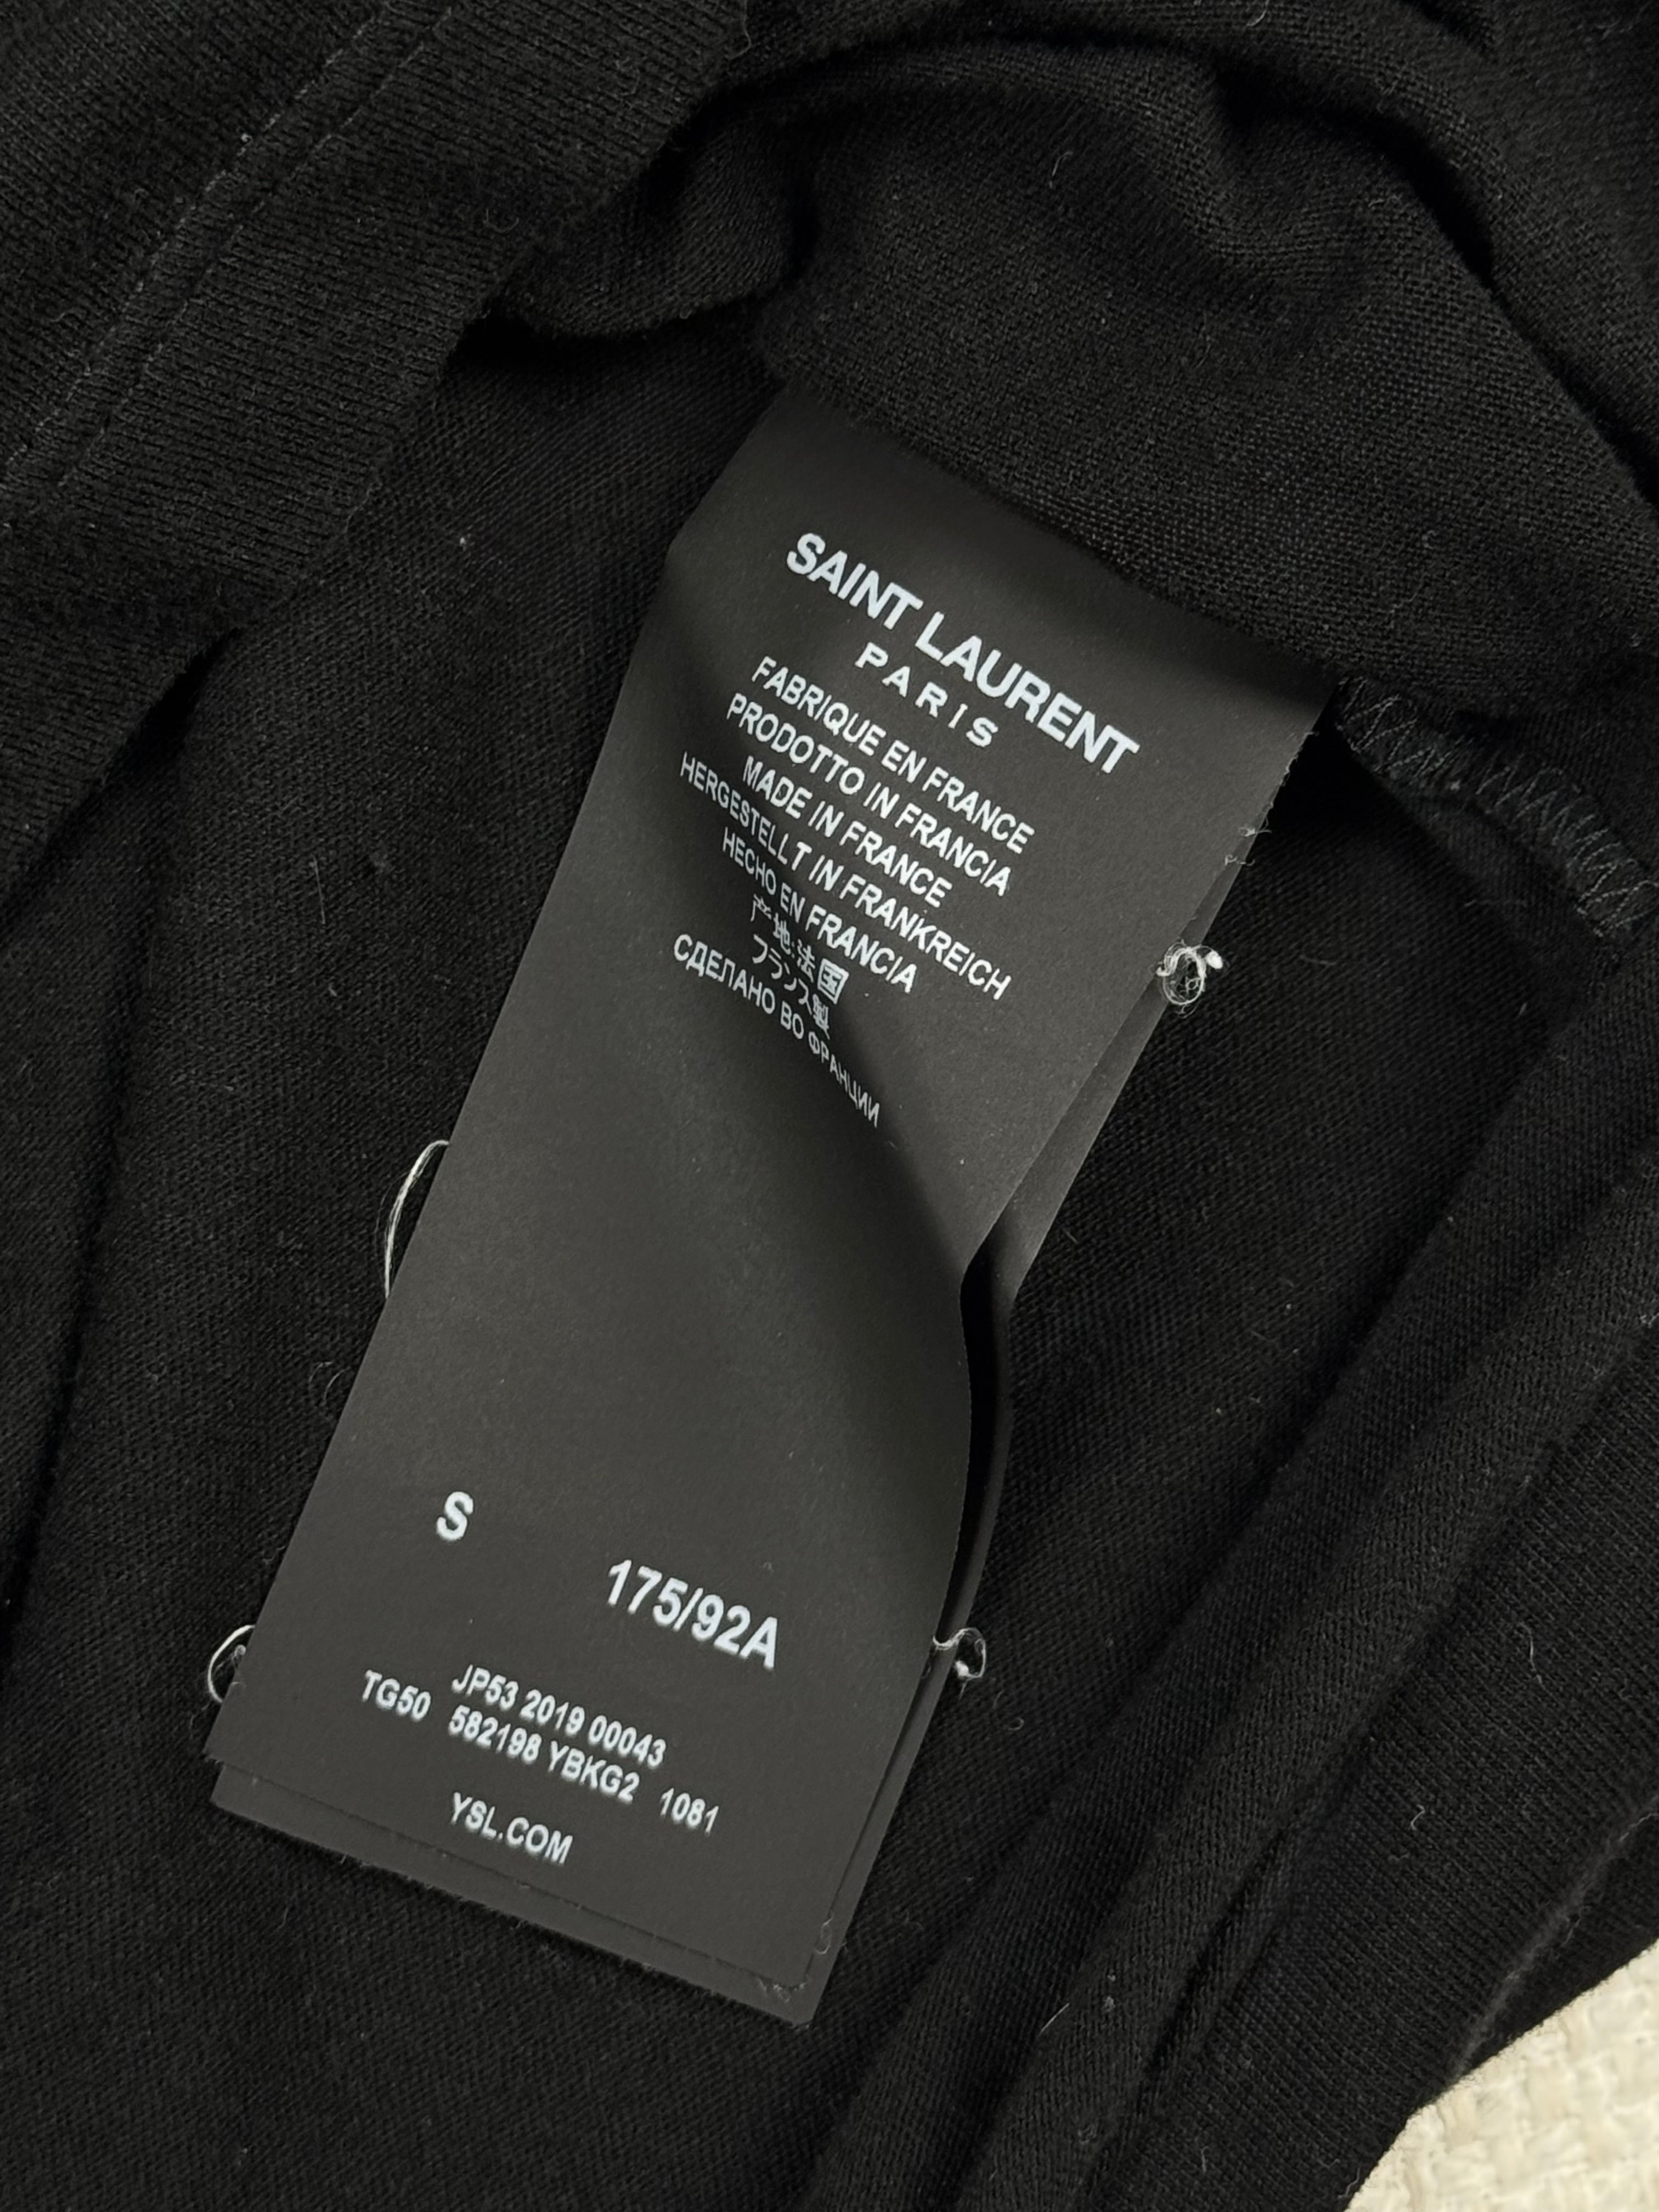 SAINT LAURENT
PARIS
FABRIQUE EN FRANCE
PRODOTTO IN FRANCIA
MADE IN FRANCE
HERGESTELLT IN FRANKREICH
HECHO EN FRANCIA
产地:法国
フランス製
СДЕЛАНО ВО ФРАНЦИИ
S 175/92A
JP53 2019 00043
TG50 582198 YBKG2 1081
YSL.COM